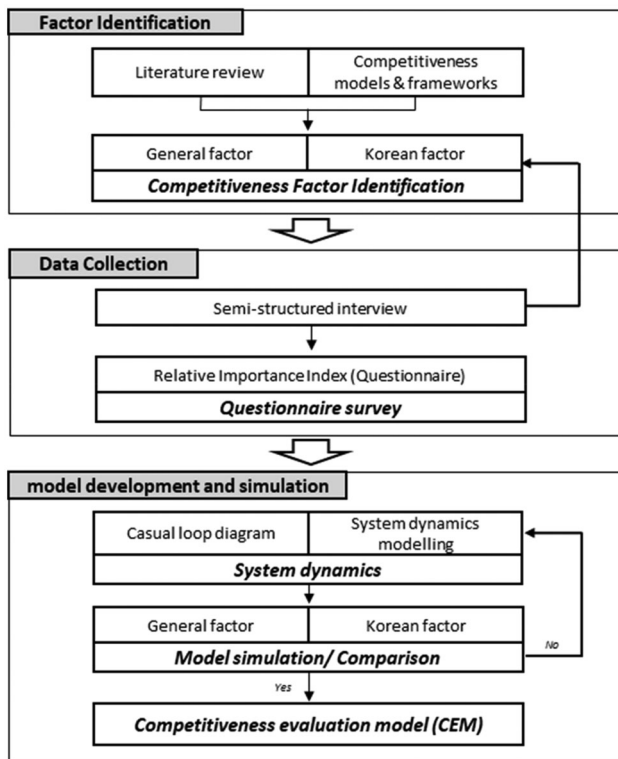 Factor Identification
Literature review
Competitiveness
models & frameworks
General factor
Korean factor
Competitiveness Factor Identification
Data Collection
Semi-structured interview
Relative Importance Index (Questionnaire)
Questionnaire survey
model development and simulation
Casual loop diagram
System dynamics
modelling
System dynamics
General factor
Korean factor
Model simulation/ Comparison
No
Yes
Competitiveness evaluation model (CEM)